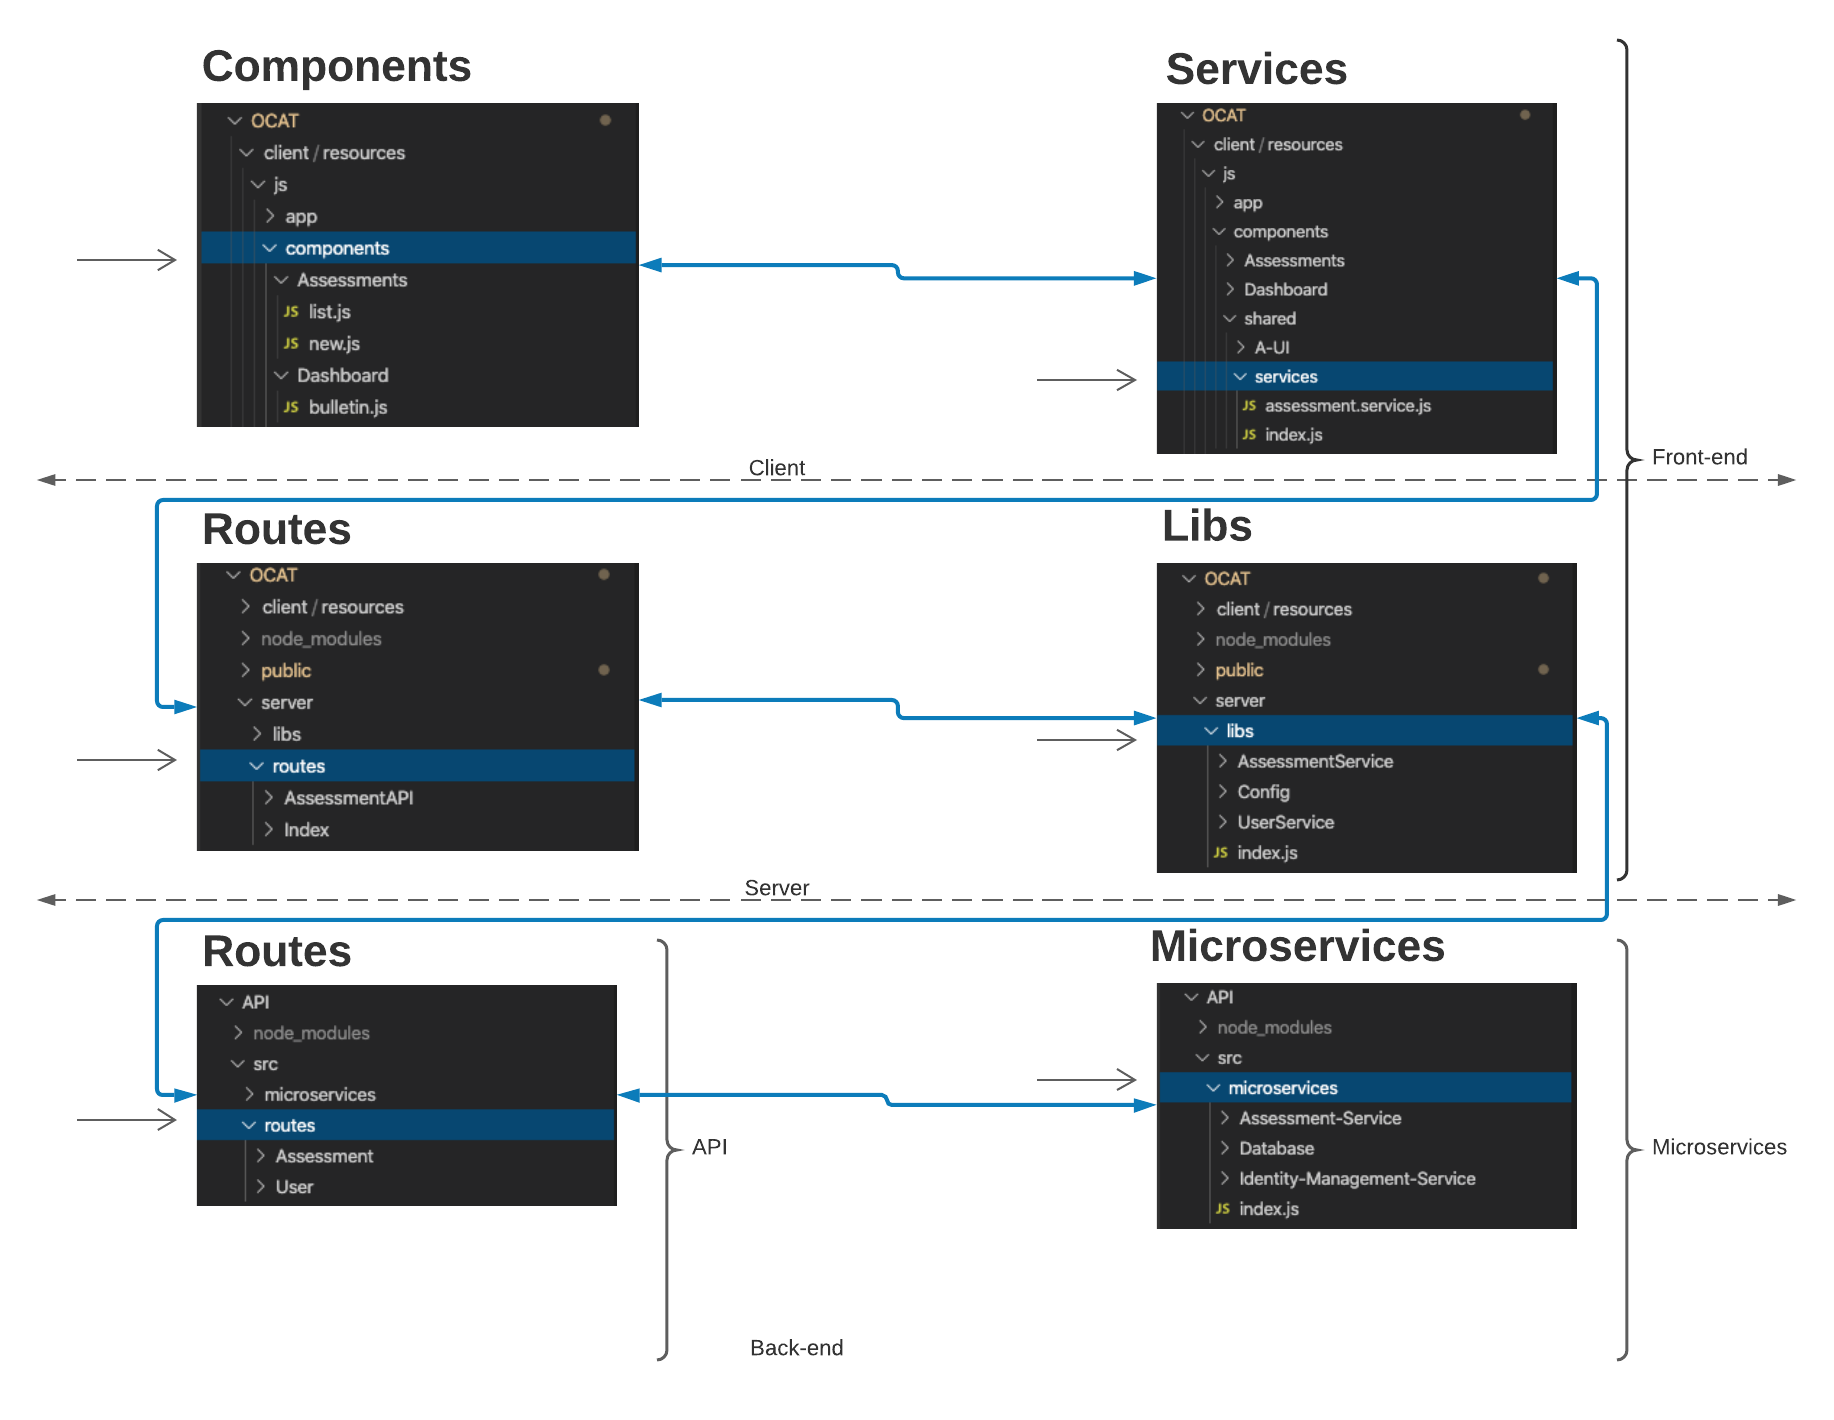 Components
OCAT
client / resources
js
app
components
Assessments
JS list.js
JS new.js
Dashboard
JS bulletin.js
Services
OCAT
client / resources
js
app
components
Assessments
Dashboard
shared
A-UI
services
JS assessment.service.js
JS index.js
Front-end
Client
Routes
OCAT
client / resources
node_modules
public
server
libs
routes
AssessmentAPI
Index
Libs
OCAT
client / resources
node_modules
public
server
libs
AssessmentService
Config
UserService
JS index.js
Server
Routes
API
node_modules
src
microservices
routes
Assessment
User
API
Microservices
API
node_modules
src
microservices
Assessment-Service
Database
Identity-Management-Service
JS index.js
Microservices
Back-end